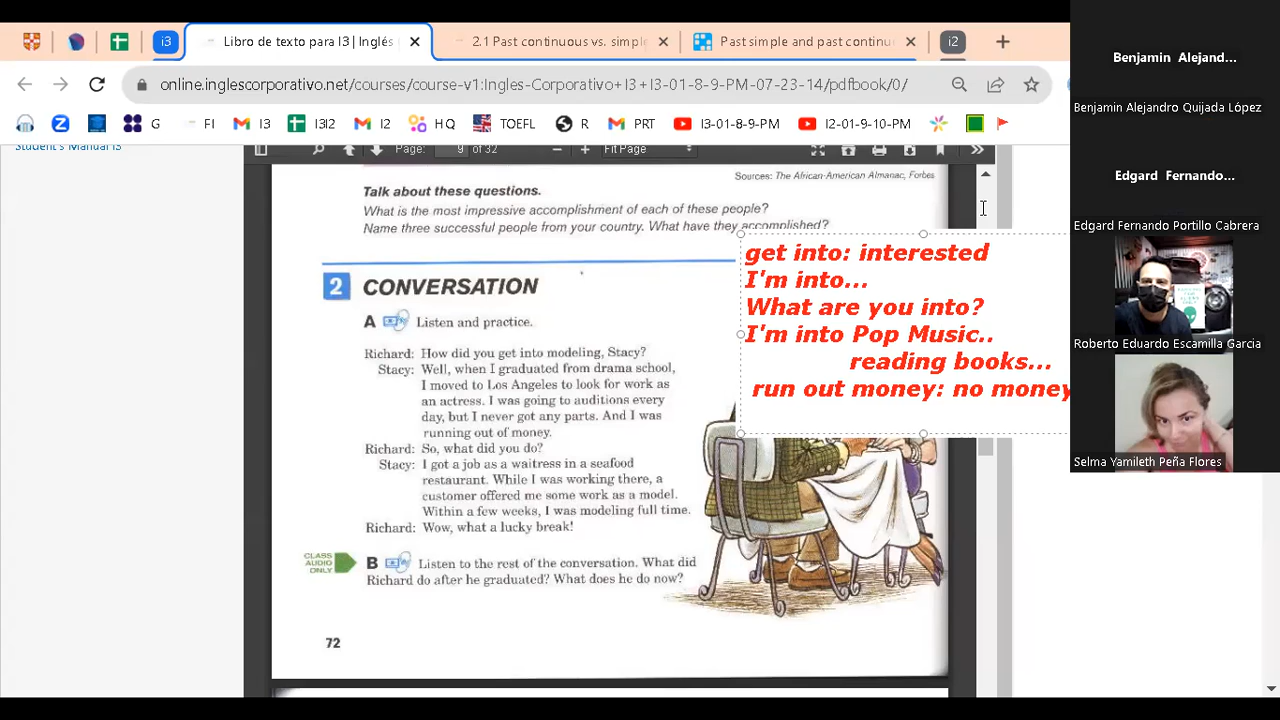 i3
Libro de texto para I3 | Inglés
2.1 Past continuous vs. simple
Past simple and past continu
i2
online.inglescorporativo.net/courses/course-v1:Ingles-Corporativo+I3+I3-01-8-9-PM-07-23-14/pdfbook/0/
G
FI
I3
I3I2
I2
HQ
TOEFL
R
PRT
I3-01-8-9-PM
I2-01-9-10-PM
Student's Manual I3
Page: 9 of 32
Fit Page
Sources: The African-American Almanac, Forbes
Talk about these questions.
What is the most impressive accomplishment of each of these people?
Name three successful people from your country. What have they accomplished?
get into: interested
I'm into...
What are you into?
I'm into Pop Music..
reading books...
run out money: no money
2 CONVERSATION
A Listen and practice.
Richard: How did you get into modeling, Stacy?
Stacy: Well, when I graduated from drama school,
I moved to Los Angeles to look for work as
an actress. I was going to auditions every
day, but I never got any parts. And I was
running out of money.
Richard: So, what did you do?
Stacy: I got a job as a waitress in a seafood
restaurant. While I was working there, a
customer offered me some work as a model.
Within a few weeks, I was modeling full time.
Richard: Wow, what a lucky break!
CLASS
AUDIO
ONLY
B Listen to the rest of the conversation. What did
Richard do after he graduated? What does he do now?
72
Benjamin Alejand...
Benjamin Alejandro Quijada López
Edgard Fernando...
Edgard Fernando Portillo Cabrera
Roberto Eduardo Escamilla Garcia
Selma Yamileth Peña Flores